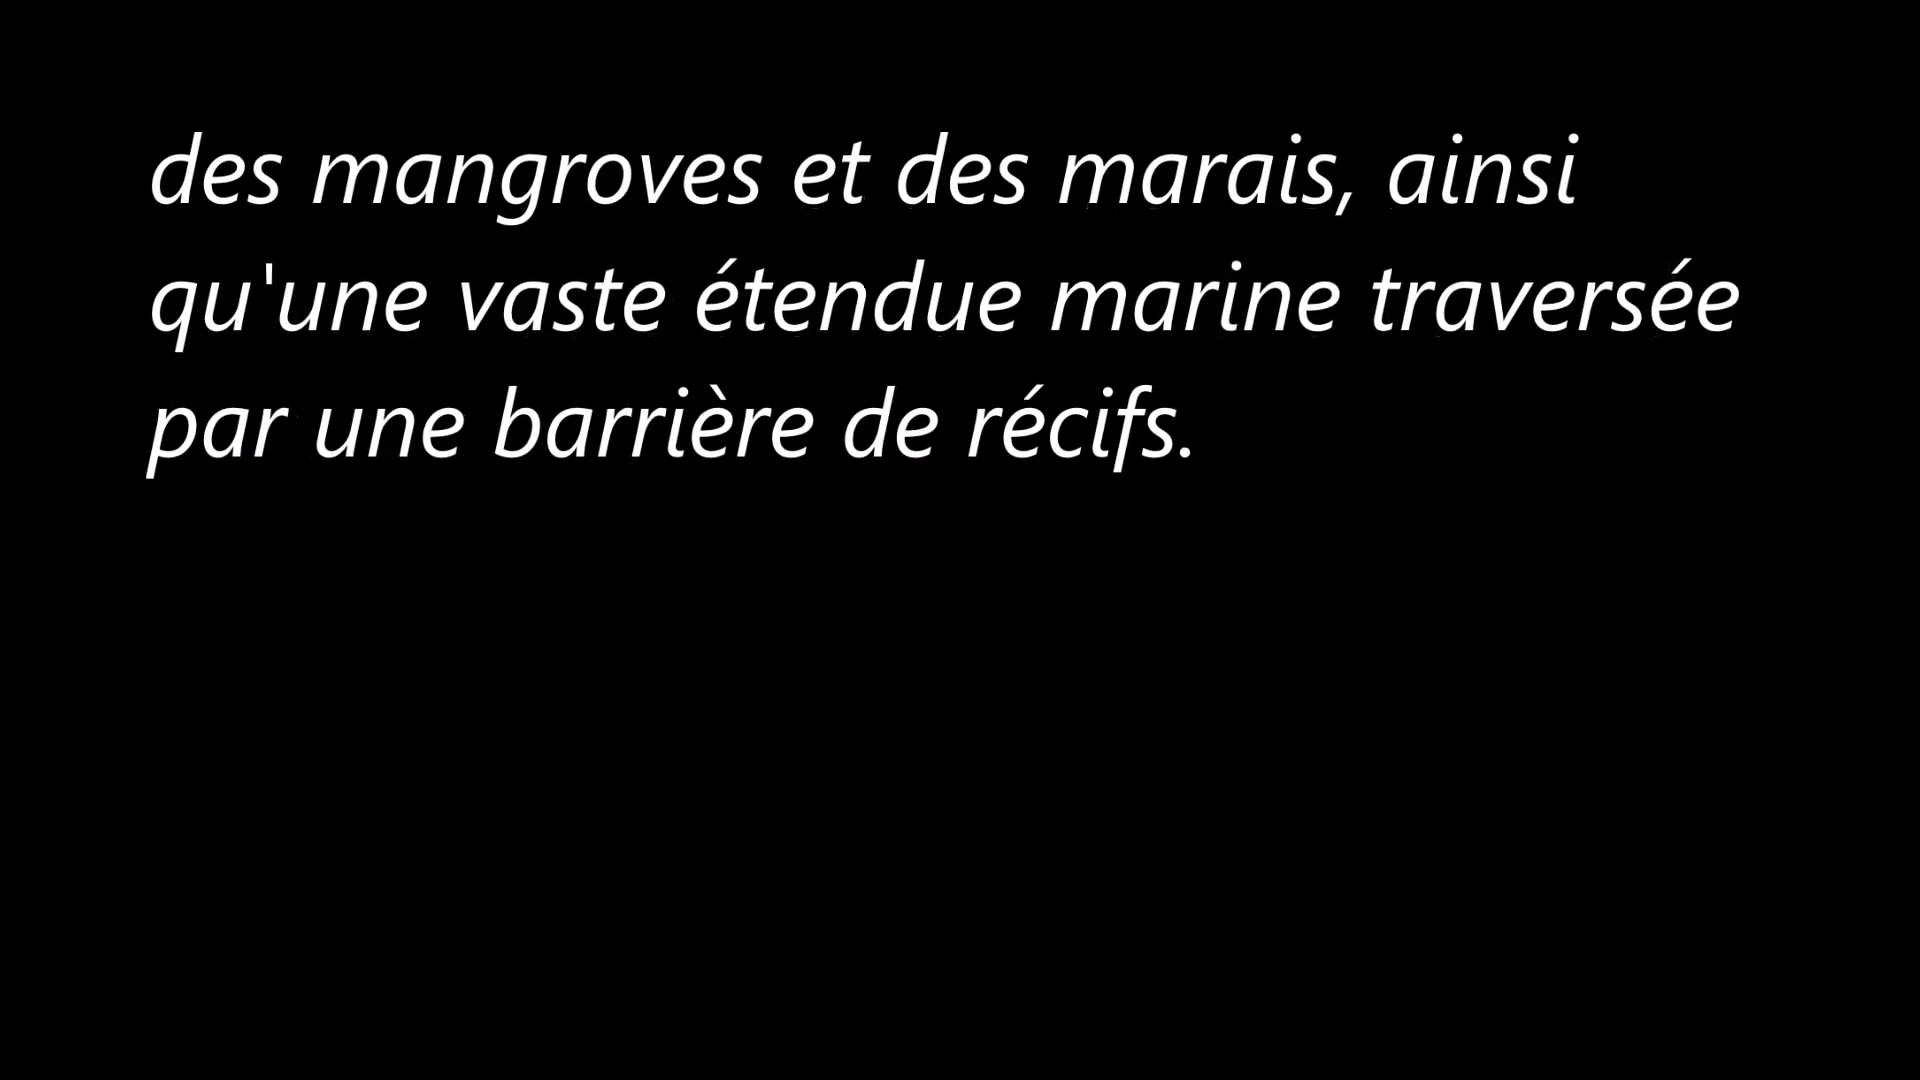 des mangroves et des marais, ainsi
qu'une vaste étendue marine traversée
par une barrière de récifs.